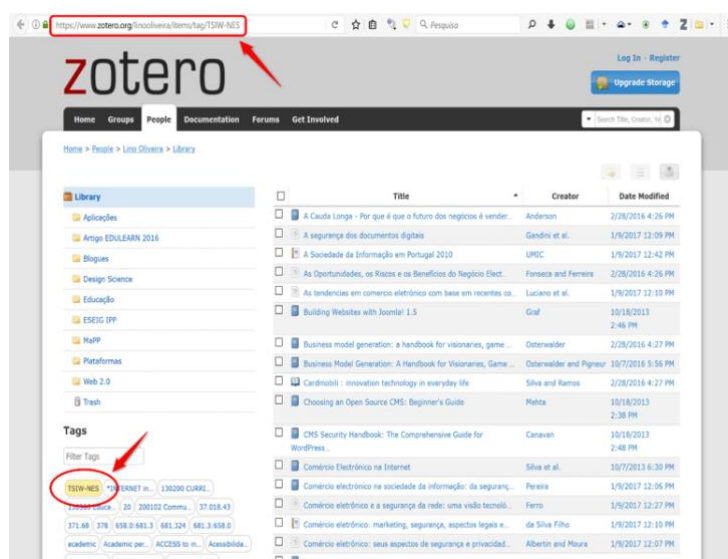 https://www.zotero.org/linooliveira/items/tag/TSIW-NES
Pesquisa
zotero
Log In · Register
Upgrade Storage
Home Groups People Documentation Forums Get Involved
Search Title, Creator, Ye
Home > People > Lino Oliveira > Library
Library
Aplicações
Artigo EDULEARN 2016
Blogues
Design Science
Educação
ESEIG IPP
MaPP
Plataformas
Web 2.0
Trash
Tags
Filter Tags
TSIW-NES *INTERNET in.. 130200 CURRI..
Educa.. 20 200102 Commu.. 37.018.43
371.68 378 658.0:681.3 681.324 681.3:658.0
academic Academic per.. ACCESS to in.. Acessibilida..
Title Creator Date Modified
A Cauda Longa - Por que é que o futuro dos negócios é vender.. Anderson 2/28/2016 4:26 PM
A segurança dos documentos digitais Gandini et al. 1/9/2017 12:09 PM
A Sociedade da Informação em Portugal 2010 UMIC 1/9/2017 12:42 PM
As Oportunidades, os Riscos e os Benefícios do Negócio Elect.. Fonseca and Ferreira 2/28/2016 4:26 PM
As tendencias em comercio eletrónico com base em recentes co.. Luciano et al. 1/9/2017 12:10 PM
Building Websites with Joomla! 1.5 Graf 10/18/2013
2:46 PM
Business model generation: a handbook for visionaries, game .. Osterwalder 2/28/2016 4:27 PM
Business Model Generation: A Handbook for Visionaries, Game .. Osterwalder and Pigneur 10/7/2016 5:56 PM
Cardmobili : innovation technology in everyday life Silva and Ramos 2/28/2016 4:27 PM
Choosing an Open Source CMS: Beginner's Guide Mehta 10/18/2013
2:38 PM
CMS Security Handbook: The Comprehensive Guide for Canavan 10/18/2013
WordPress.. 2:48 PM
Comércio Electrónico na Internet Silva et al. 10/7/2013 6:30 PM
Comércio electrónico na sociedade da informação: da seguranç.. Pereira 1/9/2017 12:06 PM
Comércio eletrónico e a segurança da rede: uma visão tecnoló.. Ferro 1/9/2017 12:27 PM
Comércio eletrónico: marketing, segurança, aspectos legais e.. da Silva Filho 1/9/2017 12:10 PM
Comércio eletrónico: seus aspectos de segurança e privacidad.. Albertin and Moura 1/9/2017 12:07 PM